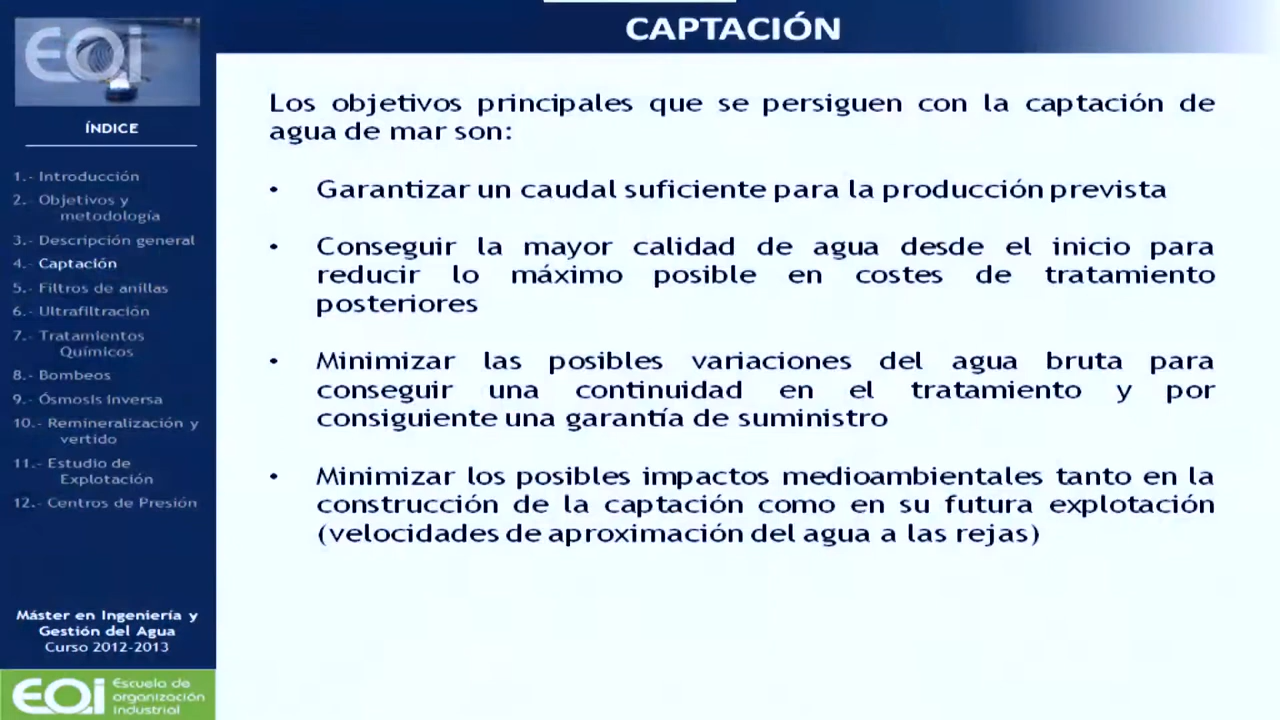 CAPTACIÓN
EOi
ÍNDICE
1.- Introducción
2.- Objetivos y
metodología
3.- Descripción general
4.- Captación
5.- Filtros de anillas
6.- Ultrafiltración
7.- Tratamientos
Químicos
8.- Bombeos
9.- Ósmosis inversa
10.- Remineralización y
vertido
11.- Estudio de
Explotación
12.- Centros de Presión
Máster en Ingeniería y
Gestión del Agua
Curso 2012-2013
EOi
Escuela de
organización
industrial
Los objetivos principales que se persiguen con la captación de
agua de mar son:
• Garantizar un caudal suficiente para la producción prevista
• Conseguir la mayor calidad de agua desde el inicio para
reducir lo máximo posible en costes de tratamiento
posteriores
• Minimizar las posibles variaciones del agua bruta para
conseguir una continuidad en el tratamiento y por
consiguiente una garantía de suministro
• Minimizar los posibles impactos medioambientales tanto en la
construcción de la captación como en su futura explotación
(velocidades de aproximación del agua a las rejas)